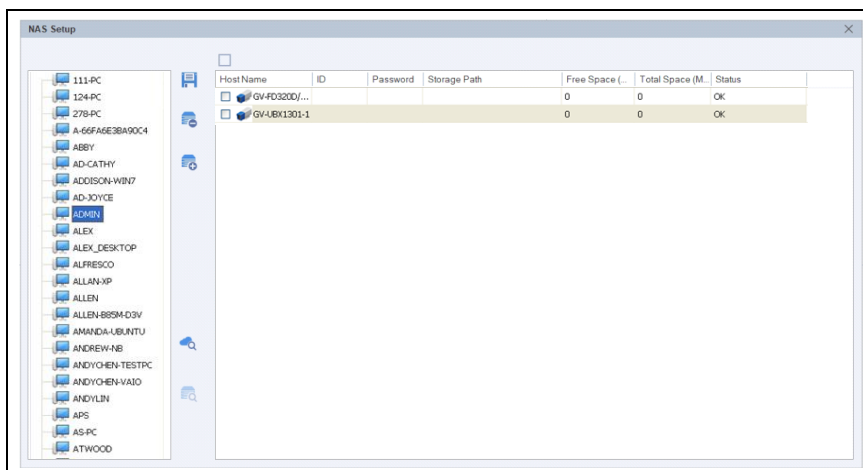 NAS Setup
Host Name ID Password Storage Path Free Space (... Total Space (M... Status
GV-FD320D/... 0 0 OK
GV-UBX1301-1 0 0 OK
111-PC
124-PC
278-PC
A-66FA6E3BA90C4
ABBY
AD-CATHY
ADDISON-WIN7
AD-JOYCE
ADMIN
ALEX
ALEX_DESKTOP
ALFRESCO
ALLAN-XP
ALLEN
ALLEN-B85M-D3V
AMANDA-UBUNTU
ANDREW-NB
ANDYCHEN-TESTPC
ANDYCHEN-VAIO
ANDYLIN
APS
AS-PC
ATWOOD